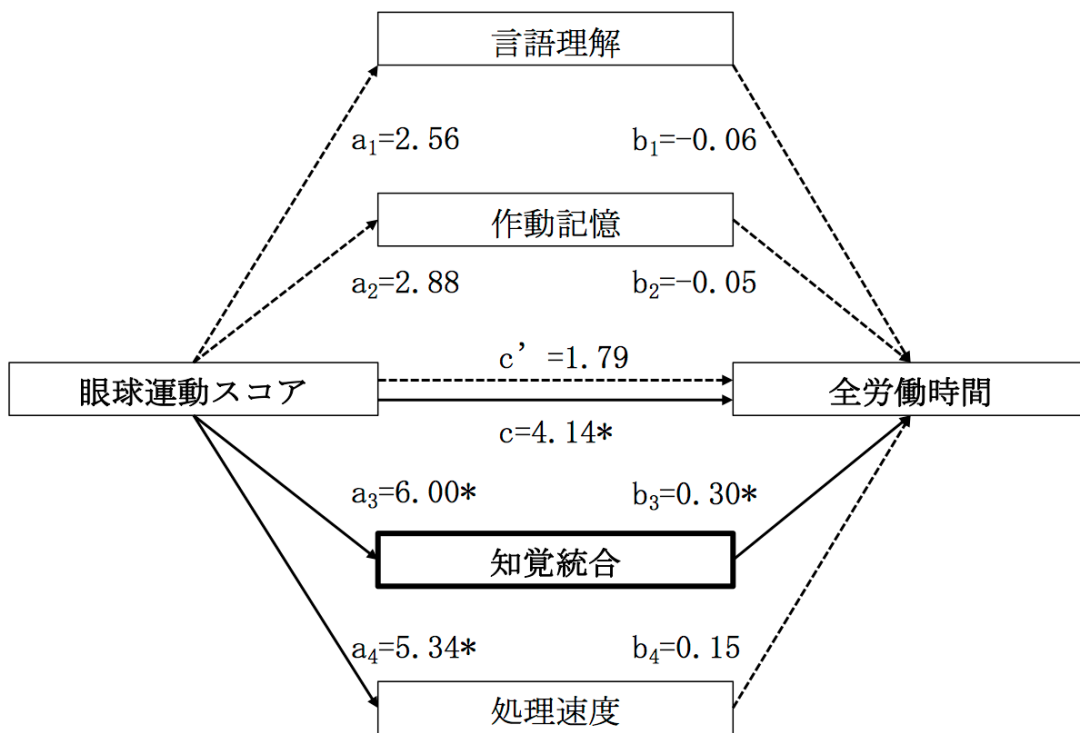 言語理解
a₁=2.56
b₁=-0.06
作動記憶
a₂=2.88
b₂=-0.05
c’=1.79
眼球運動スコア
全労働時間
c=4.14*
a₃=6.00*
b₃=0.30*
知覚統合
a₄=5.34*
b₄=0.15
処理速度